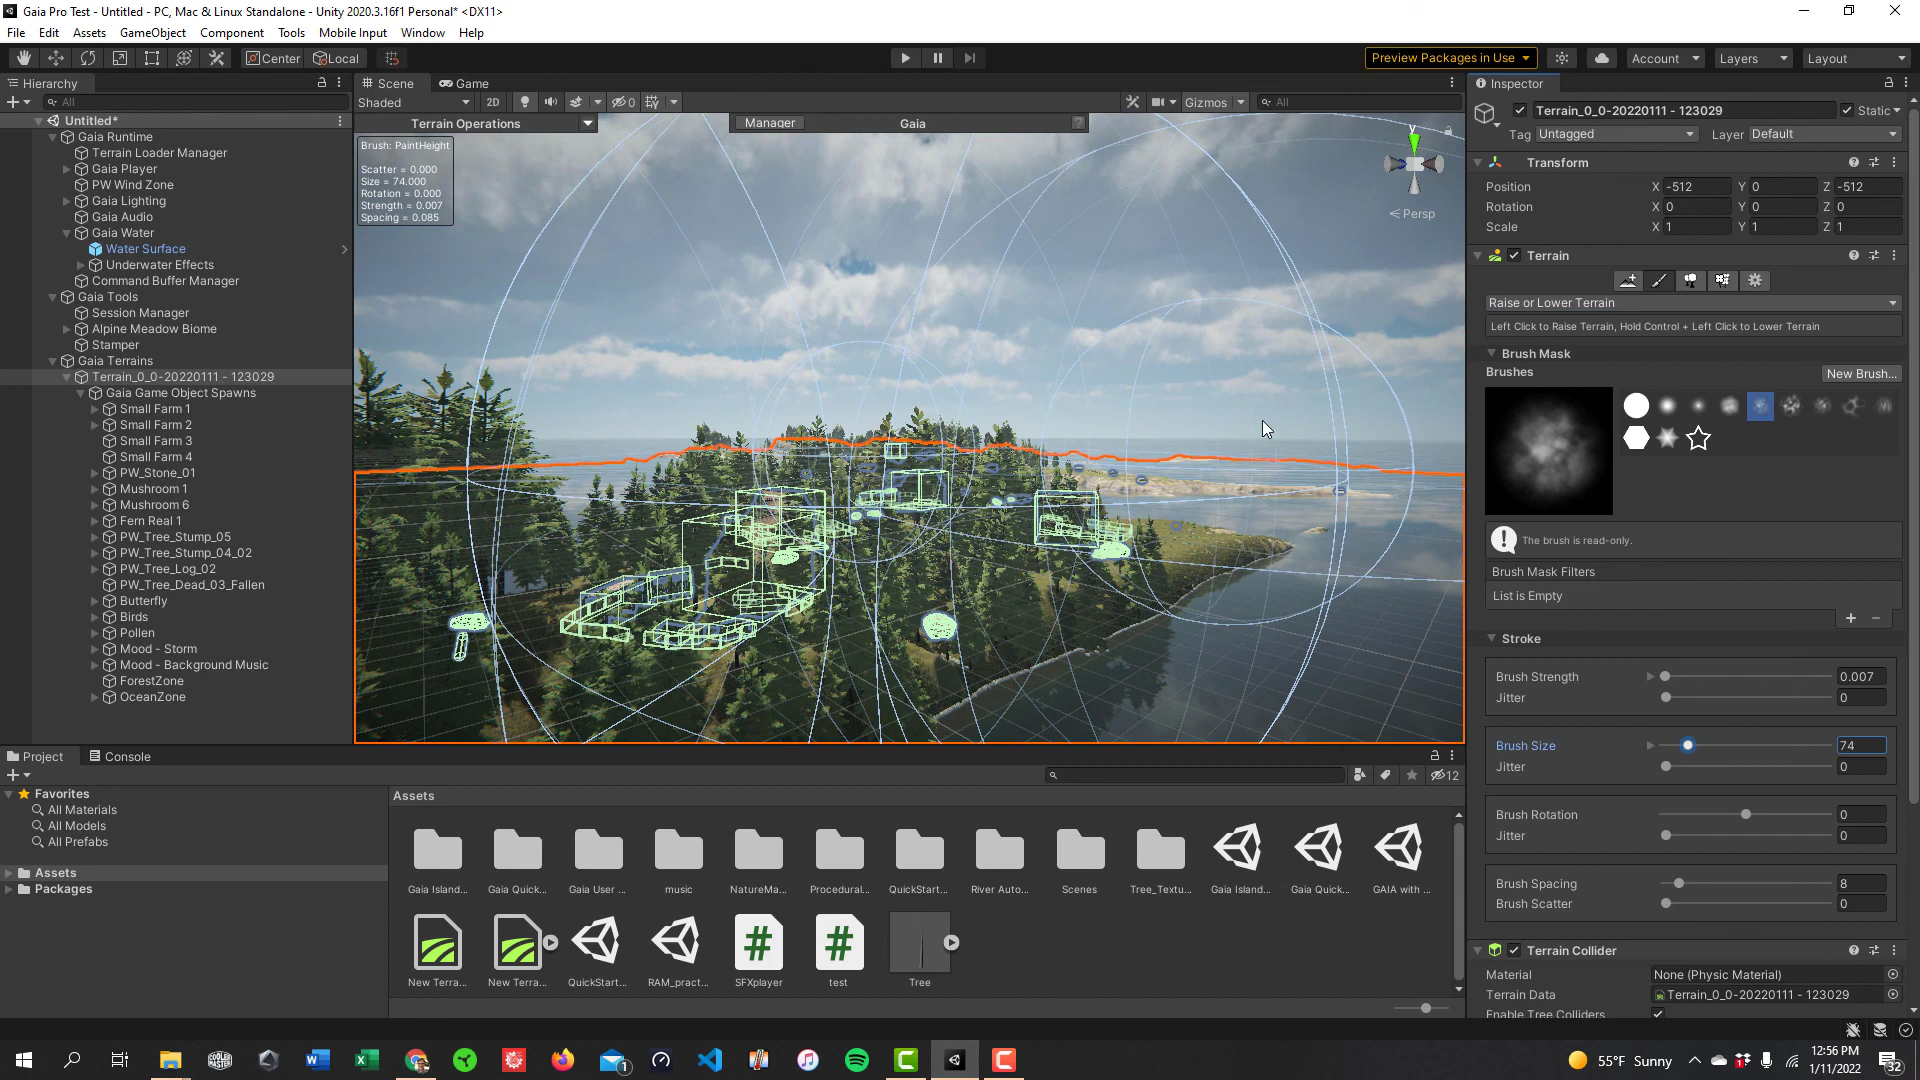 Gaia Pro Test - Untitled - PC, Mac & Linux Standalone - Unity 2020.3.16f1 Personal* <DX11>
File Edit Assets GameObject Component Tools Mobile Input Window Help
Center Local Preview Packages in Use Account Layers Layout
Hierarchy
All
Untitled*
Gaia Runtime
Terrain Loader Manager
Gaia Player
PW Wind Zone
Gaia Lighting
Gaia Audio
Gaia Water
Water Surface
Underwater Effects
Command Buffer Manager
Gaia Tools
Session Manager
Alpine Meadow Biome
Stamper
Gaia Terrains
Terrain_0_0-20220111 - 123029
Gaia Game Object Spawns
Small Farm 1
Small Farm 2
Small Farm 3
Small Farm 4
PW_Stone_01
Mushroom 1
Mushroom 6
Fern Real 1
PW_Tree_Stump_05
PW_Tree_Stump_04_02
PW_Tree_Log_02
PW_Tree_Dead_03_Fallen
Butterfly
Birds
Pollen
Mood - Storm
Mood - Background Music
ForestZone
OceanZone
Scene Game
Shaded 2D 0 Gizmos All
Terrain Operations Manager Gaia
Brush: PaintHeight
Scatter = 0.000
Size = 74.000
Rotation = 0.000
Strength = 0.007
Spacing = 0.085
y
Persp
Inspector
Terrain_0_0-20220111 - 123029 Static
Tag Untagged Layer Default
Transform
Position X -512 Y 0 Z -512
Rotation X 0 Y 0 Z 0
Scale X 1 Y 1 Z 1
Terrain
Raise or Lower Terrain
Left Click to Raise Terrain, Hold Control + Left Click to Lower Terrain
Brush Mask
Brushes
New Brush...
The brush is read-only.
Brush Mask Filters
List is Empty
Stroke
Brush Strength 0.007
Jitter 0
Brush Size 74
Jitter 0
Brush Rotation 0
Jitter 0
Brush Spacing 8
Brush Scatter 0
Terrain Collider
Material None (Physic Material)
Terrain Data Terrain_0_0-20220111 - 123029
Enable Tree Colliders
Project Console
12
Favorites
All Materials
All Models
All Prefabs
Assets
Packages
Assets
Gaia Island... Gaia Quick... Gaia User ... music NatureMa... Procedural... QuickStart... River Auto... Scenes Tree_Textu... Gaia Island... Gaia Quick... GAIA with ...
New Terra... New Terra... QuickStart... RAM_pract... SFXplayer test Tree
55°F Sunny
12:56 PM
1/11/2022
32